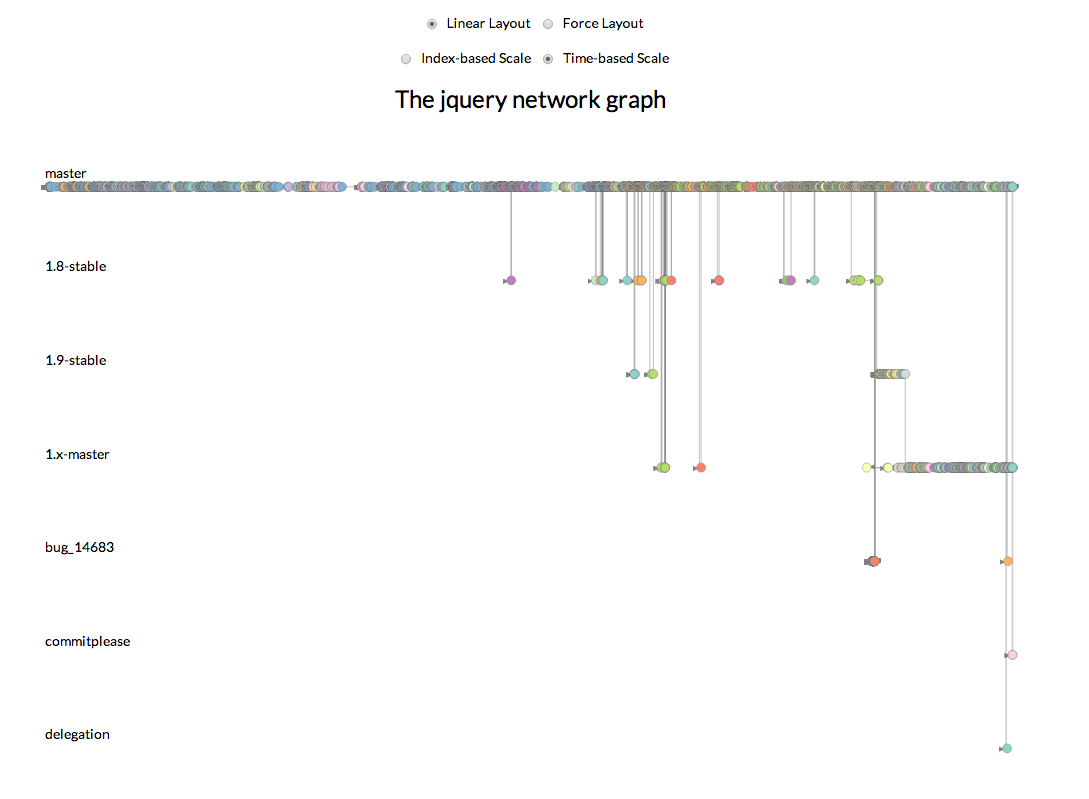 Linear Layout Force Layout
Index-based Scale Time-based Scale
The jquery network graph
master
1.8-stable
1.9-stable
1.x-master
bug_14683
commitplease
delegation